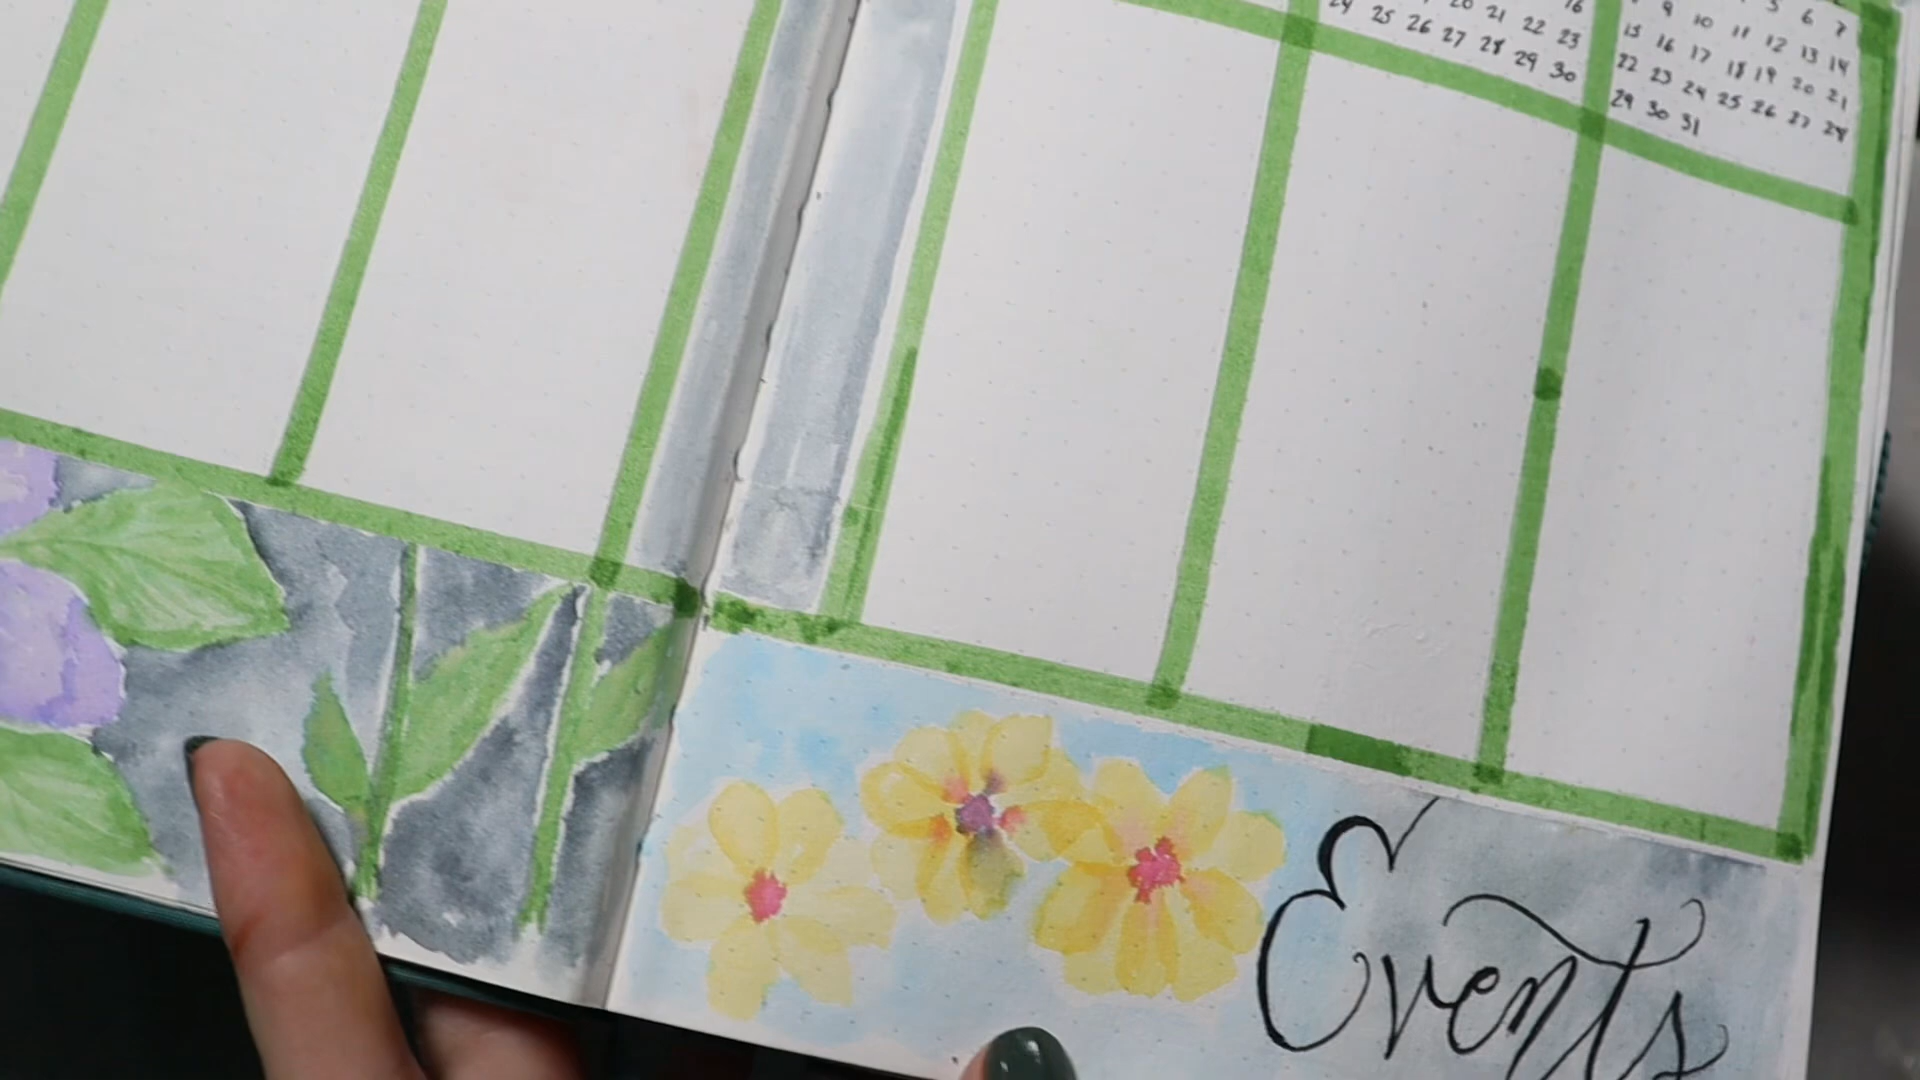 16
20 21 22 23
24 25 26 27 28 29 30
5 6 7
9 10 11 12 13 14
15 16 17 18 19 20 21
22 23 24 25 26 27 28
29 30 31
Events